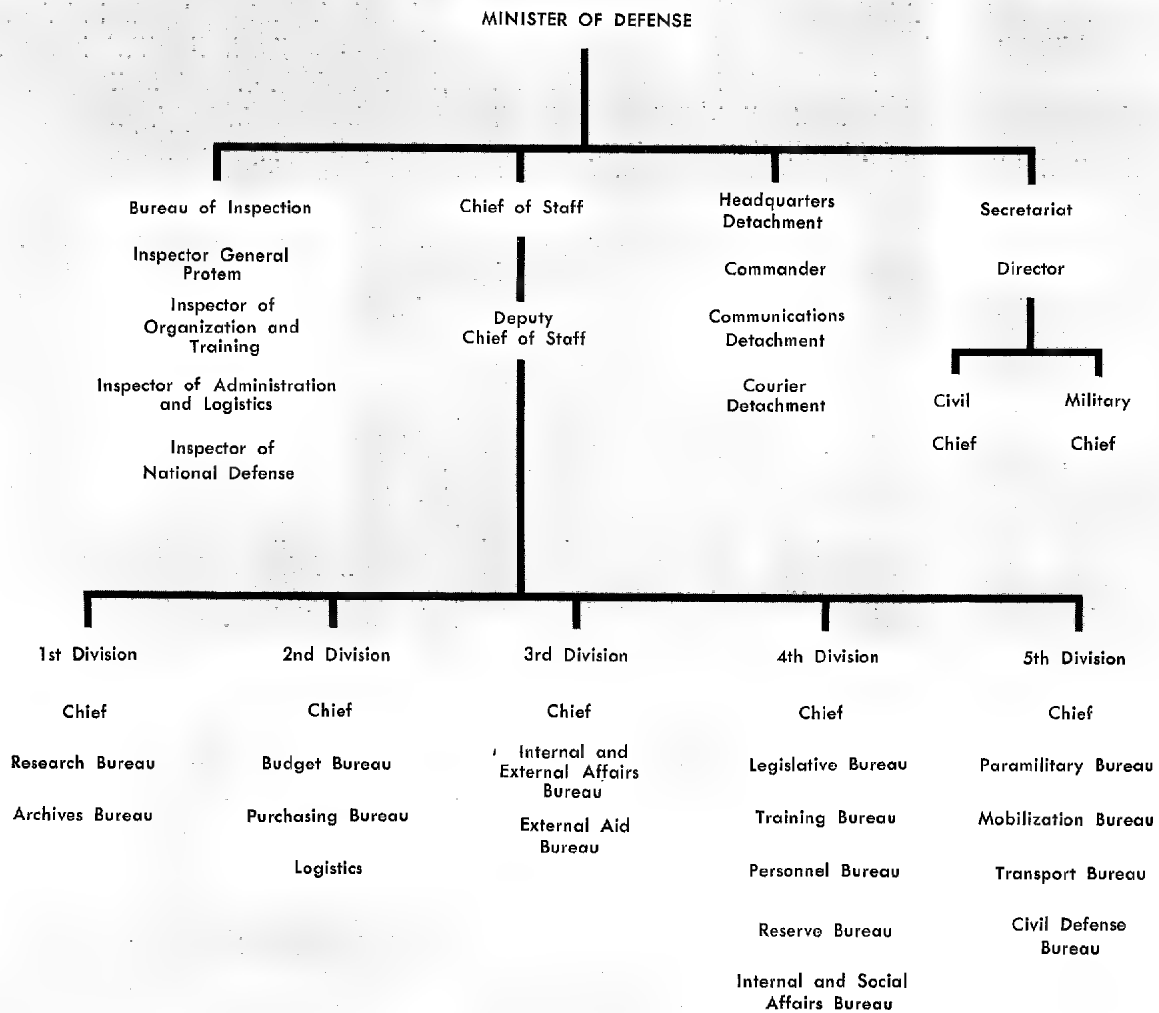 MINISTER OF DEFENSE
Bureau of Inspection
Inspector General
Protem
Inspector of
Organization and
Training
Inspector of Administration
and Logistics
Inspector of
National Defense
Chief of Staff
Deputy
Chief of Staff
Headquarters
Detachment
Commander
Communications
Detachment
Courier
Detachment
Secretariat
Director
Civil
Chief
Military
Chief
1st Division
Chief
Research Bureau
Archives Bureau
2nd Division
Chief
Budget Bureau
Purchasing Bureau
Logistics
3rd Division
Chief
Internal and
External Affairs
Bureau
External Aid
Bureau
4th Division
Chief
Legislative Bureau
Training Bureau
Personnel Bureau
Reserve Bureau
Internal and Social
Affairs Bureau
5th Division
Chief
Paramilitary Bureau
Mobilization Bureau
Transport Bureau
Civil Defense
Bureau